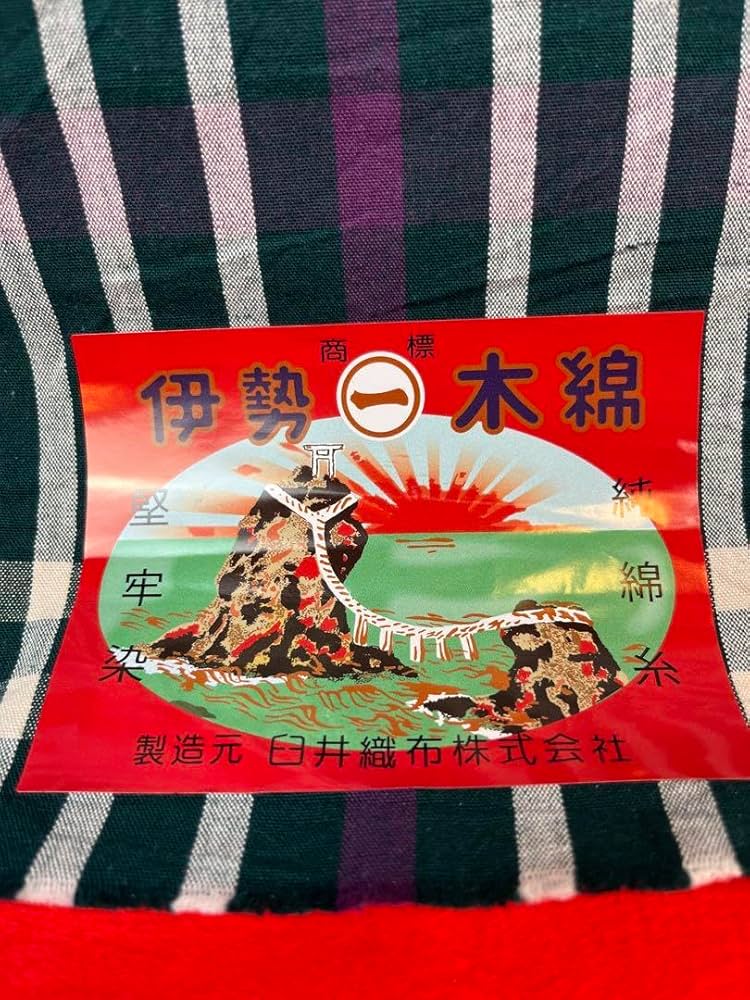 商標
伊勢 一 木綿
堅牢染
純綿糸
製造元 臼井織布株式会社